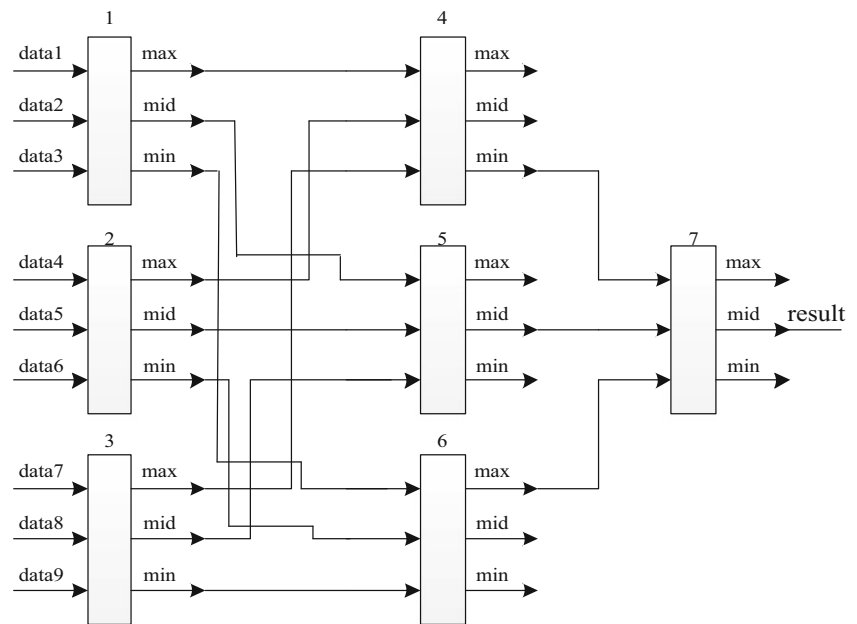 1 4
data1 max max
data2 mid mid
data3 min min
2 5 7
data4 max max max
data5 mid mid mid result
data6 min min min
3 6
data7 max max
data8 mid mid
data9 min min